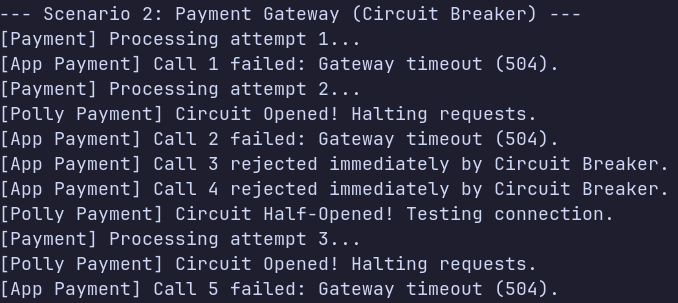 --- Scenario 2: Payment Gateway (Circuit Breaker) ---
[Payment] Processing attempt 1...
[App Payment] Call 1 failed: Gateway timeout (504).
[Payment] Processing attempt 2...
[Polly Payment] Circuit Opened! Halting requests.
[App Payment] Call 2 failed: Gateway timeout (504).
[App Payment] Call 3 rejected immediately by Circuit Breaker.
[App Payment] Call 4 rejected immediately by Circuit Breaker.
[Polly Payment] Circuit Half-Opened! Testing connection.
[Payment] Processing attempt 3...
[Polly Payment] Circuit Opened! Halting requests.
[App Payment] Call 5 failed: Gateway timeout (504).